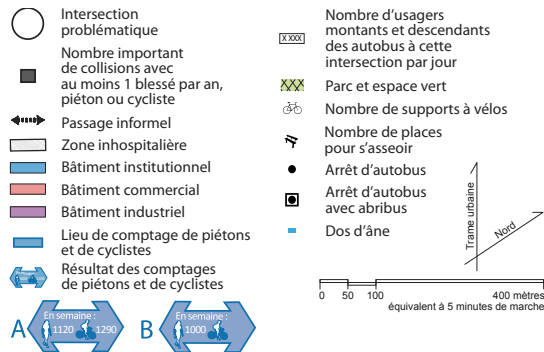 Intersection
problématique
Nombre important
de collisions avec
au moins 1 blessé par an,
piéton ou cycliste
Passage informel
Zone inhospitalière
Bâtiment institutionnel
Bâtiment commercial
Bâtiment industriel
Lieu de comptage de piétons
et de cyclistes
Résultat des comptages
de piétons et de cyclistes
A
En semaine :
1120 1290
B
En semaine :
1000
XXXX
Nombre d'usagers
montants et descendants
des autobus à cette
intersection par jour
Parc et espace vert
Nombre de supports à vélos
Nombre de places
pour s'asseoir
Arrêt d'autobus
Arrêt d'autobus
avec abribus
Dos d'âne
Trame urbaine
Nord
0 50 100 400 mètres
équivalent à 5 minutes de marche